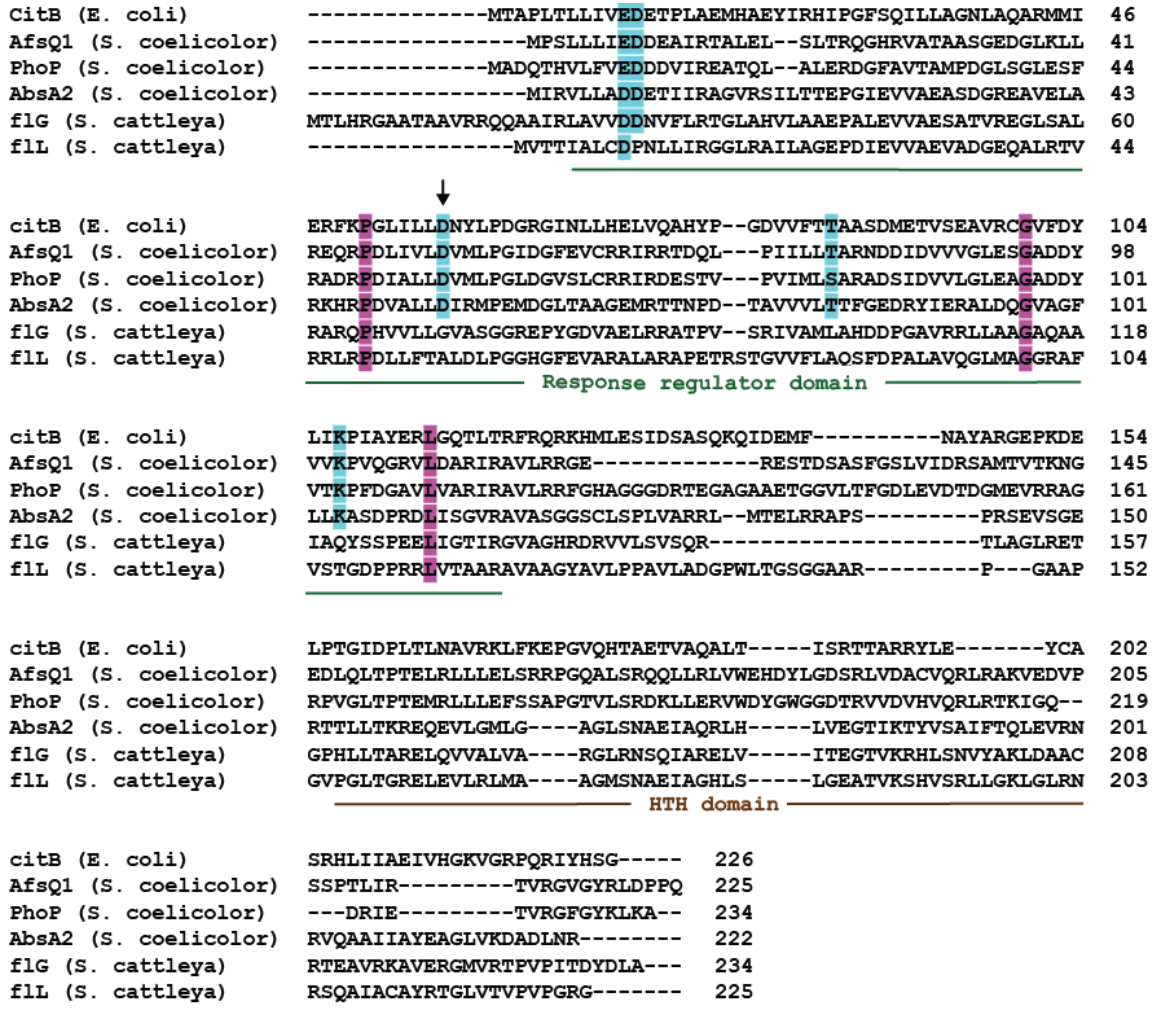 CitB (E. coli) --------------MTAPLTLLIVEDETPLAEMHAEYIRHIPGFSQILLAGNLAQARMMI 46
AfsQ1 (S. coelicolor) -----------------MPSLLLIEDDEAIRTALEL--SLTRQGHRVATAASGEDGLKLL 41
PhoP (S. coelicolor) --------------MADQTHVLFVEDDDVIREATQL--ALERDGFAVTAMPDGLSGLESF 44
AbsA2 (S. coelicolor) -----------------MIRVLLADDETIIRAGVRSILTTEPGIEVVAEASDGREAVELA 43
flG (S. cattleya) MTLHRGAATAAVRRQQAAIRLAVVDDNVFLRTGLAHVLAAEPALEVVAESATVREGLSAL 60
flL (S. cattleya) ----------------MVTTIALCDPNLLIRGGLRAILAGEPDIEVVAEVADGEQALRTV 44
citB (E. coli) ERFKPGLILLDNYLPDGRGINLLHELVQAHYP--GDVVFTTAASDMETVSEAVRCGVFDY 104
AfsQ1 (S. coelicolor) REQRPDLIVLDVMLPGIDGFEVCRRIRRTDQL---PIILLTARNDDIDVVVGLESGADDY 98
PhoP (S. coelicolor) RADRPDIALLDVMLPGLDGVSLCRRIRDESTV---PVIMLSARADSIDVVLGLEAGADDY 101
AbsA2 (S. coelicolor) RKHRPDVALLDIRMPEMDGLTAAGEMRTTNPD--TAVVVLTTFGEDRYIERALDQGVAGF 101
flG (S. cattleya) RARQPHVVLLGVASGGREPYGDVAELRRATPV--SRIVAMLAHDDPGAVRRLLAAGAQAA 118
flL (S. cattleya) RRLRPDLLFTALDLPGGHGFEVARALARAPETRSTGVVFLAQSFDPALAVQGLMAGGRAF 104
Response regulator domain
citB (E. coli) LIKPIAYERLGQTLTRFRQRKHMLESIDSASQKQIDEMF----------NAYARGEPKDE 154
AfsQ1 (S. coelicolor) VVKPVQGRVLDARIRAVLRRGE-------------RESTDSASFGSLVIDRSAMTVTKNG 145
PhoP (S. coelicolor) VTKPFDGAVLVARIRAVLRRFGHAGGGDRTEGAGAAETGGVLTFGDLEVDTDGMEVRRAG 161
AbsA2 (S. coelicolor) LLKASDPRDLISGVRAVASGGSCLSPLVARRL--MTELRRAPS---------PRSEVSGE 150
flG (S. cattleya) IAQYSSPEELIGTIRGVAGHRDRVVLSVSQR---------------------TLAGLRET 157
flL (S. cattleya) VSTGDPPRRLVTAARAVAAGYAVLPPAVLADGPWLTGSGGAAR---------P---GAAP 152
citB (E. coli) LPTGIDPLTLNAVRKLFKEPGVQHTAETVAQALT-----ISRTTARRYLE-------YCA 202
AfsQ1 (S. coelicolor) EDLQLTPTELRLLLELSRRPGQALSRQQLLRLVWEHDYLGDSRLVDACVQRLRAKVEDVP 205
PhoP (S. coelicolor) RPVGLTPTEMRLLLEFSSAPGTVLSRDKLLERVWDYGWGGDTRVVDVHVQRLRTKIGQ-- 219
AbsA2 (S. coelicolor) RTTLLTKREQEVLGMLG----AGLSNAEIAQRLH-----LVEGTIKTYVSAIFTQLEVRN 201
flG (S. cattleya) GPHLLTARELQVVALVA----RGLRNSQIARELV-----ITEGTVKRHLSNVYAKLDAAC 208
flL (S. cattleya) GVPGLTGRELEVLRLMA----AGMSNAEIAGHLS-----LGEATVKSHVSRLLGKLGLRN 203
HTH domain
citB (E. coli) SRHLIIAEIVHGKVGRPQRIYHSG----- 226
AfsQ1 (S. coelicolor) SSPTLIR---------TVRGVGYRLDPPQ 225
PhoP (S. coelicolor) ---DRIE---------TVRGFGYKLKA-- 234
AbsA2 (S. coelicolor) RVQAAIIAYEAGLVKDADLNR-------- 222
flG (S. cattleya) RTEAVRKAVERGMVRTPVPITDYDLA--- 234
flL (S. cattleya) RSQAIACAYRTGLVTVPVPGRG------- 225